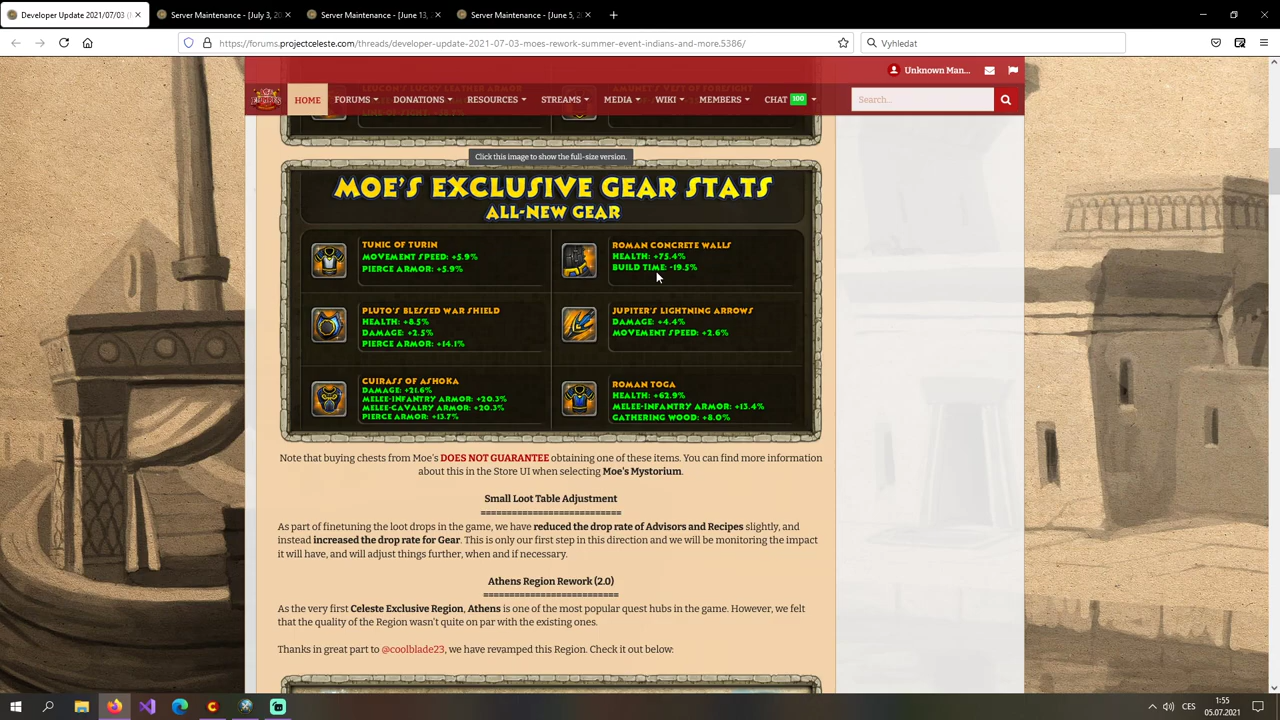 Developer Update 2021/07/03 (
Server Maintenance - [July 3, 20
Server Maintenance - [June 13,
Server Maintenance - [June 5, 20
https://forums.projectceleste.com/threads/developer-update-2021-07-03-moes-rework-summer-event-indians-and-more.5386/
Vyhledat
Unknown Man...
HOME
FORUMS
DONATIONS
RESOURCES
STREAMS
MEDIA
WIKI
MEMBERS
CHAT 100
Search...
Click this image to show the full-size version.
MOE'S EXCLUSIVE GEAR STATS
ALL-NEW GEAR
TUNIC OF TURIN
MOVEMENT SPEED: +5.9%
PIERCE ARMOR: +5.9%
ROMAN CONCRETE WALLS
HEALTH: +75.4%
BUILD TIME: -19.5%
PLUTO'S BLESSED WAR SHIELD
HEALTH: +8.5%
DAMAGE: +2.5%
PIERCE ARMOR: +14.1%
JUPITER'S LIGHTNING ARROWS
DAMAGE: +4.4%
MOVEMENT SPEED: +2.6%
CUIRASS OF ASHOKA
DAMAGE: +21.6%
MELEE-INFANTRY ARMOR: +20.3%
MELEE-CAVALRY ARMOR: +20.3%
PIERCE ARMOR: +13.7%
ROMAN TOGA
HEALTH: +62.9%
MELEE-INFANTRY ARMOR: +13.4%
GATHERING WOOD: +8.0%
Note that buying chests from Moe's DOES NOT GUARANTEE obtaining one of these items. You can find more information
about this in the Store UI when selecting Moe's Mystorium.
Small Loot Table Adjustment
==========================
As part of finetuning the loot drops in the game, we have reduced the drop rate of Advisors and Recipes slightly, and
instead increased the drop rate for Gear. This is only our first step in this direction and we will be monitoring the impact
it will have, and will adjust things further, when and if necessary.
Athens Region Rework (2.0)
=========================
As the very first Celeste Exclusive Region, Athens is one of the most popular quest hubs in the game. However, we felt
that the quality of the Region wasn't quite on par with the existing ones.
Thanks in great part to @coolblade23, we have revamped this Region. Check it out below:
CES
1:55
05.07.2021